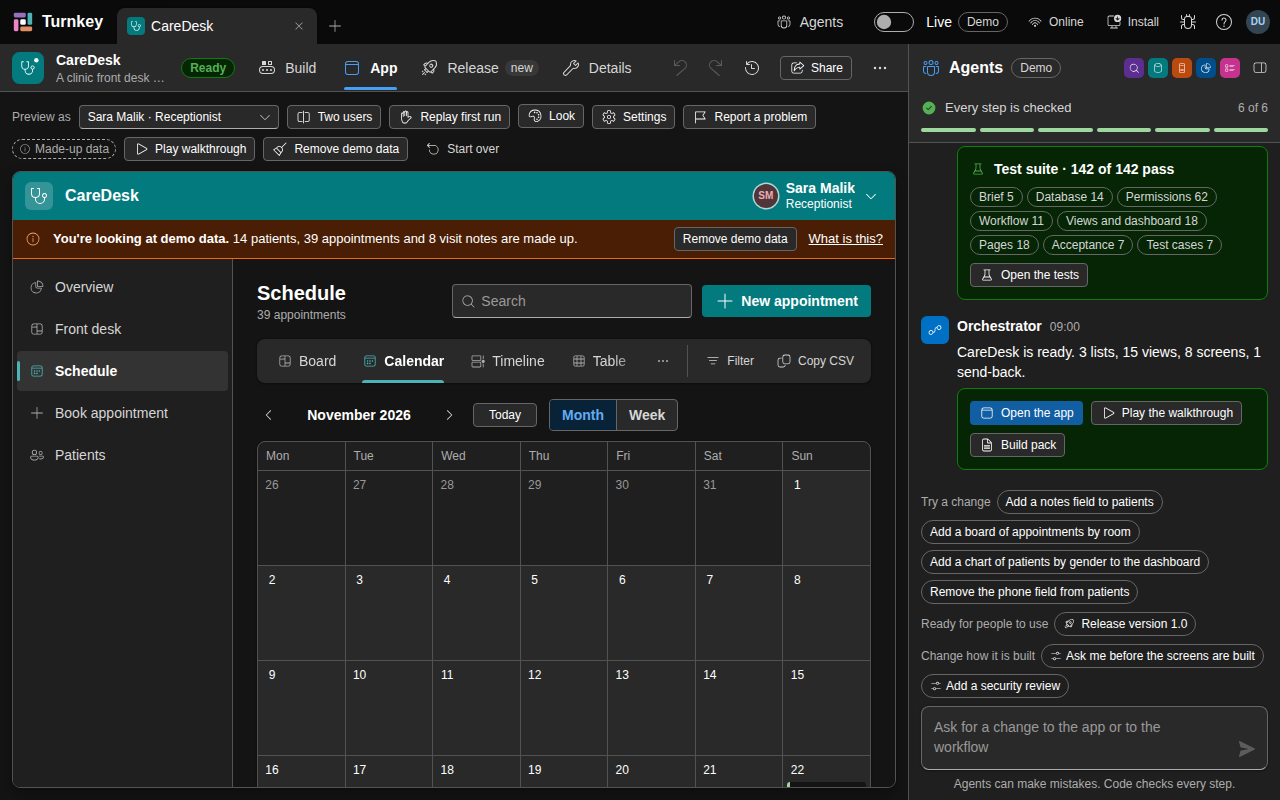 Turnkey
CareDesk
Agents
Live
Demo
Online
Install
DU
CareDesk
A clinic front desk …
Ready
Build
App
Release new
Details
Share
Preview as
Sara Malik · Receptionist
Two users
Replay first run
Look
Settings
Report a problem
Made-up data
Play walkthrough
Remove demo data
Start over
CareDesk
SM
Sara Malik
Receptionist
You're looking at demo data. 14 patients, 39 appointments and 8 visit notes are made up.
Remove demo data
What is this?
Overview
Front desk
Schedule
Book appointment
Patients
Schedule
39 appointments
Search
New appointment
Board
Calendar
Timeline
Table
Filter
Copy CSV
November 2026
Today
Month
Week
Mon Tue Wed Thu Fri Sat Sun
26 27 28 29 30 31 1
2 3 4 5 6 7 8
9 10 11 12 13 14 15
16 17 18 19 20 21 22
Agents
Demo
Every step is checked
6 of 6
Test suite · 142 of 142 pass
Brief 5
Database 14
Permissions 62
Workflow 11
Views and dashboard 18
Pages 18
Acceptance 7
Test cases 7
Open the tests
Orchestrator 09:00
CareDesk is ready. 3 lists, 15 views, 8 screens, 1
send-back.
Open the app
Play the walkthrough
Build pack
Try a change
Add a notes field to patients
Add a board of appointments by room
Add a chart of patients by gender to the dashboard
Remove the phone field from patients
Ready for people to use
Release version 1.0
Change how it is built
Ask me before the screens are built
Add a security review
Ask for a change to the app or to the
workflow
Agents can make mistakes. Code checks every step.